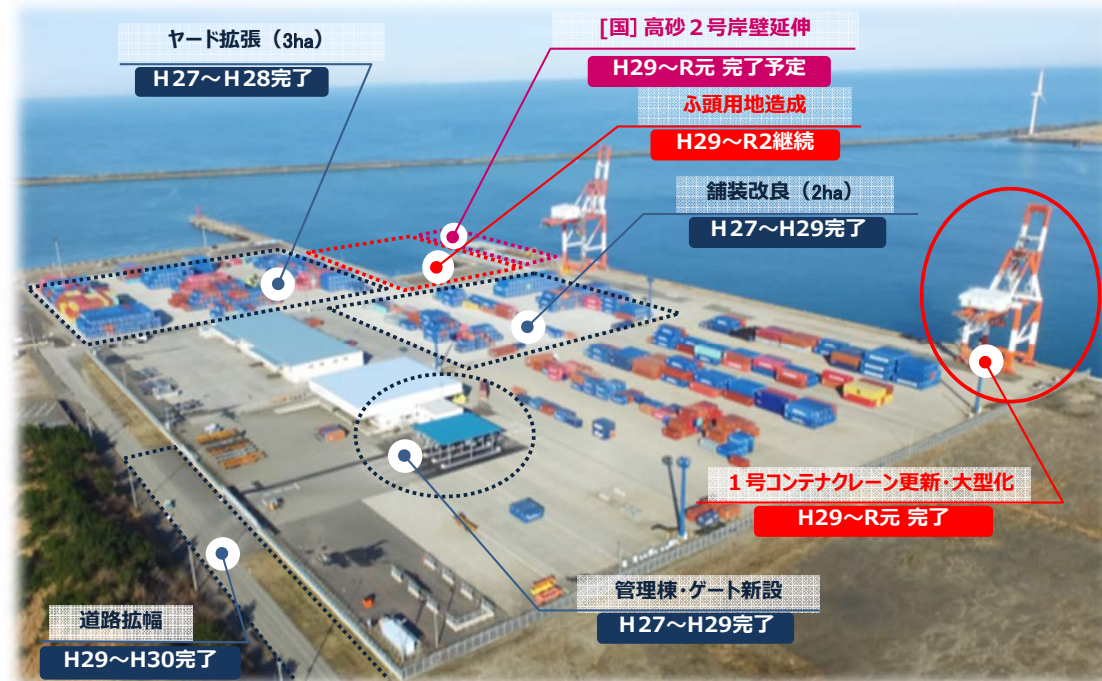 ヤード拡張（3ha）
H27～H28完了
[国] 高砂２号岸壁延伸
H29～R元 完了予定
ふ頭用地造成
H29～R2継続
舗装改良（2ha）
H27～H29完了
１号コンテナクレーン更新・大型化
H29～R元 完了
管理棟・ゲート新設
H27～H29完了
道路拡幅
H29～H30完了